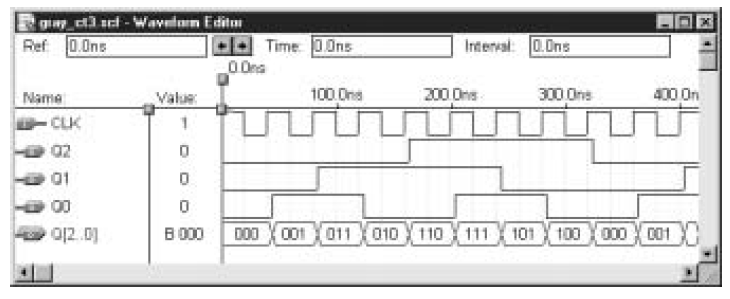 gray_ct3.scf - Waveform Editor
Ref: 0.0ns Time: 0.0ns Interval: 0.0ns
0.0ns
Name: Value: 100.0ns 200.0ns 300.0ns 400.0n
CLK 1
Q2 0
Q1 0
Q0 0
Q[2..0] B 000 000 001 011 010 110 111 101 100 000 001